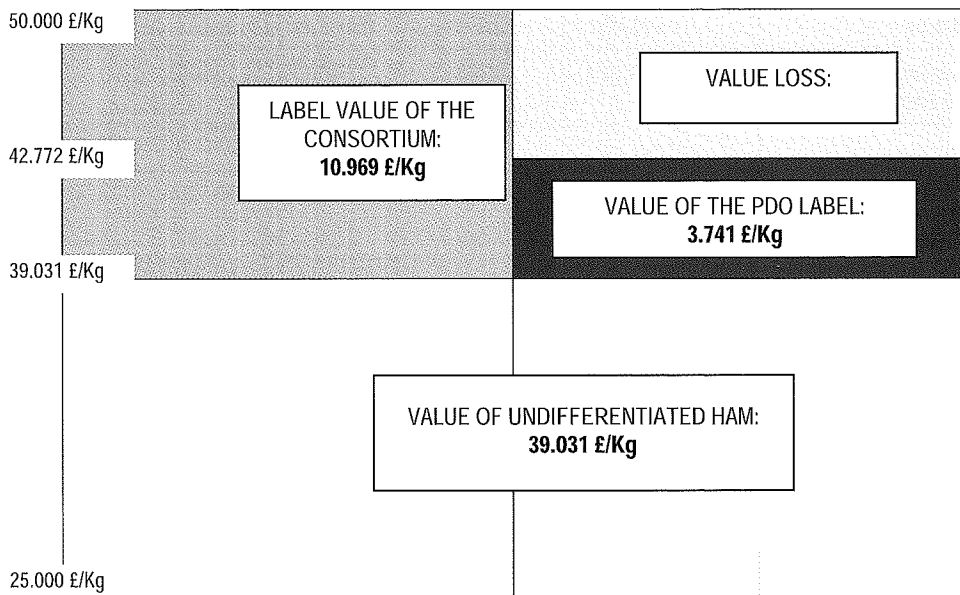 50.000 £/Kg
VALUE LOSS:
LABEL VALUE OF THE
CONSORTIUM:
10.969 £/Kg
42.772 £/Kg
VALUE OF THE PDO LABEL:
3.741 £/Kg
39.031 £/Kg
VALUE OF UNDIFFERENTIATED HAM:
39.031 £/Kg
25.000 £/Kg